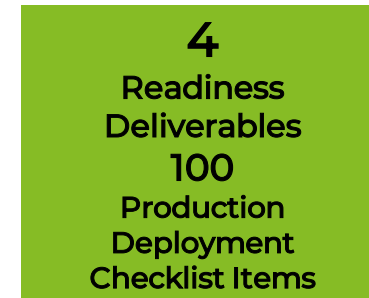 4
Readiness
Deliverables
100
Production
Deployment
Checklist Items